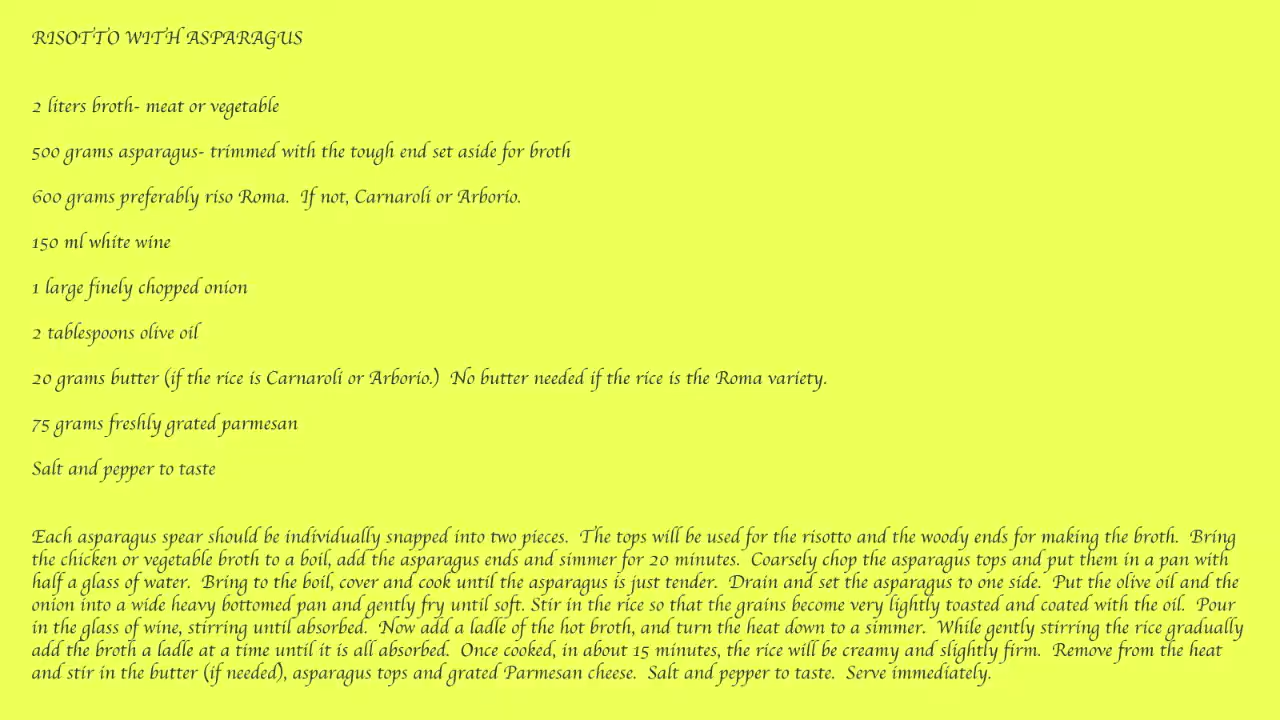 RISOTTO WITH ASPARAGUS
2 liters broth- meat or vegetable
500 grams asparagus- trimmed with the tough end set aside for broth
600 grams preferably riso Roma.  If not, Carnaroli or Arborio.
150 ml white wine
1 large finely chopped onion
2 tablespoons olive oil
20 grams butter (if the rice is Carnaroli or Arborio.)  No butter needed if the rice is the Roma variety.
75 grams freshly grated parmesan
Salt and pepper to taste
Each asparagus spear should be individually snapped into two pieces.  The tops will be used for the risotto and the woody ends for making the broth.  Bring
the chicken or vegetable broth to a boil, add the asparagus ends and simmer for 20 minutes.  Coarsely chop the asparagus tops and put them in a pan with
half a glass of water.  Bring to the boil, cover and cook until the asparagus is just tender.  Drain and set the asparagus to one side.  Put the olive oil and the
onion into a wide heavy bottomed pan and gently fry until soft. Stir in the rice so that the grains become very lightly toasted and coated with the oil.  Pour
in the glass of wine, stirring until absorbed.  Now add a ladle of the hot broth, and turn the heat down to a simmer.  While gently stirring the rice gradually
add the broth a ladle at a time until it is all absorbed.  Once cooked, in about 15 minutes, the rice will be creamy and slightly firm.  Remove from the heat
and stir in the butter (if needed), asparagus tops and grated Parmesan cheese.  Salt and pepper to taste.  Serve immediately.